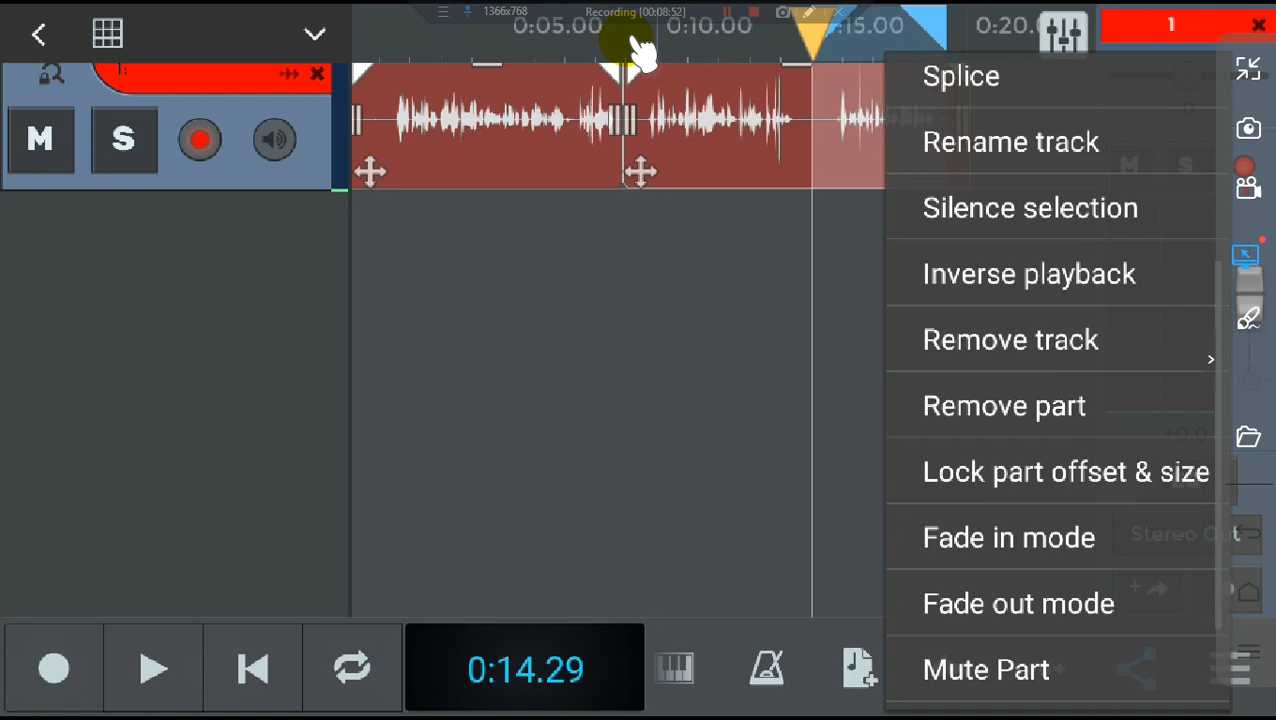 1366x768
Recording [00:08:52]
0:05.00
0:10.00
0:15.00
0:20.
1
1:
M
S
M
S
Splice
Rename track
Silence selection
Inverse playback
Remove track
Remove part
Lock part offset & size
Fade in mode
Fade out mode
Mute Part
Stereo Out
0:14.29